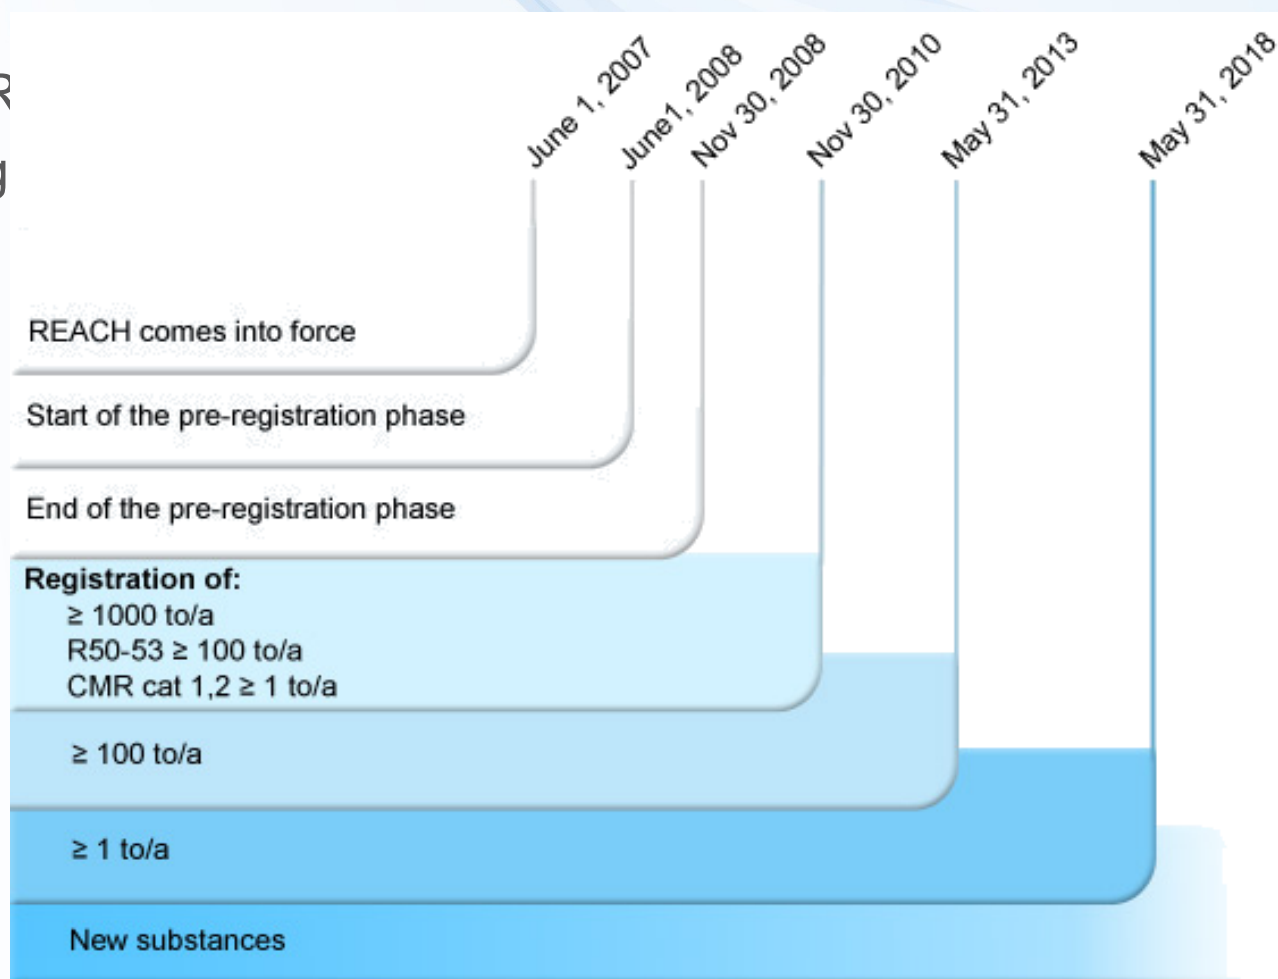 R
g
June 1, 2007
June1, 2008
Nov 30, 2008
Nov 30, 2010
May 31, 2013
May 31, 2018
REACH comes into force
Start of the pre-registration phase
End of the pre-registration phase
Registration of:
≥ 1000 to/a
R50-53 ≥ 100 to/a
CMR cat 1,2 ≥ 1 to/a
≥ 100 to/a
≥ 1 to/a
New substances